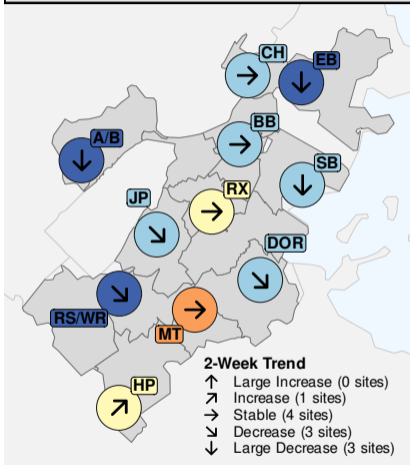 CH
EB
BB
A/B
SB
RX
JP
DOR
RS/WR
MT
HP
2-Week Trend
↑ Large Increase (0 sites)
↗ Increase (1 sites)
→ Stable (4 sites)
↘ Decrease (3 sites)
↓ Large Decrease (3 sites)